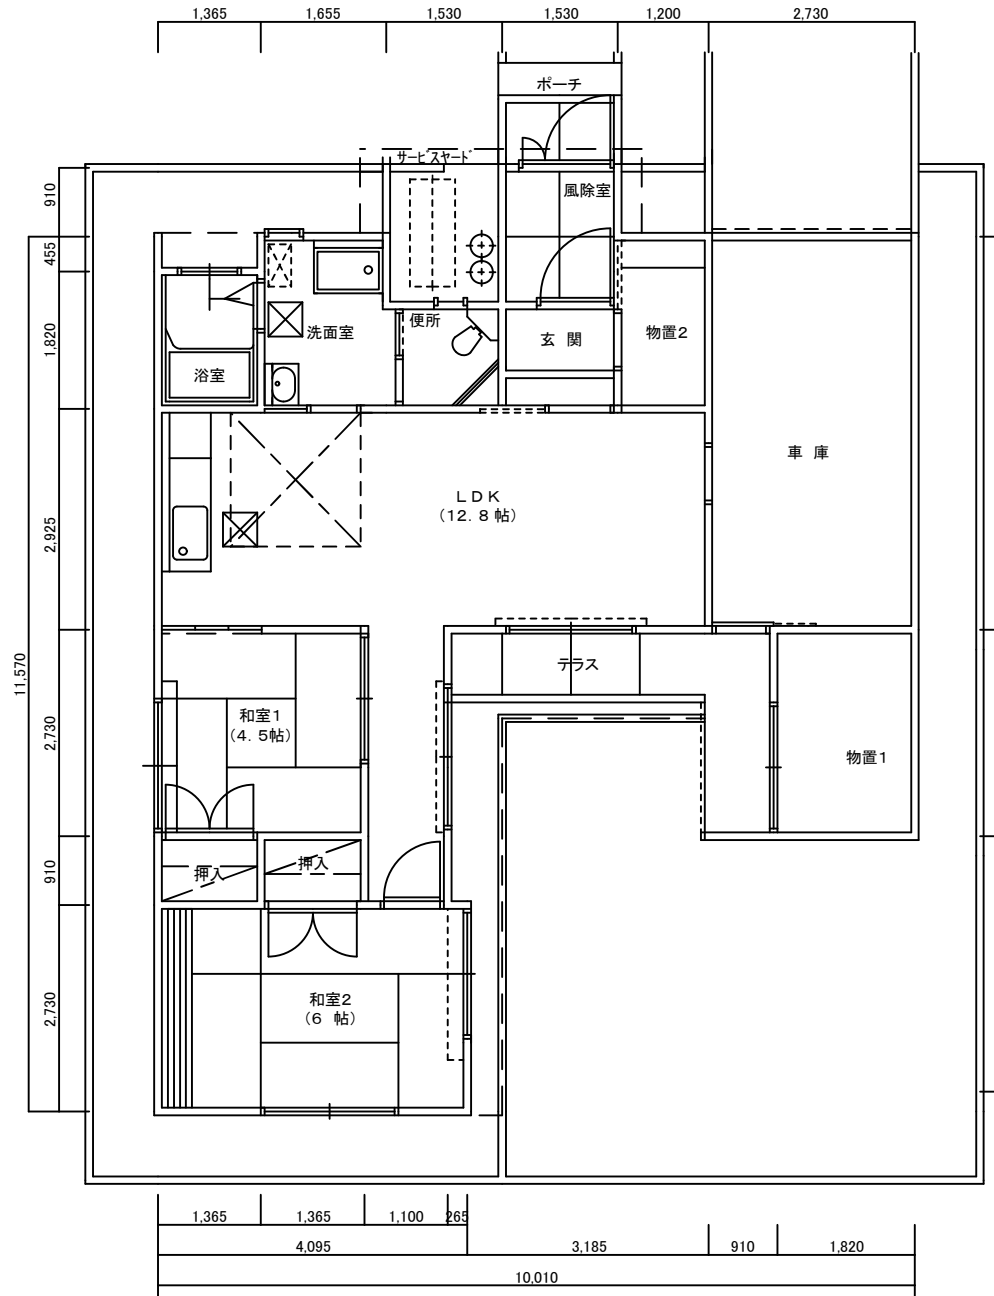 1,365
1,655
1,530
1,530
1,200
2,730
ポーチ
サービスヤード
風除室
910
455
1,820
2,925
2,730
910
2,730
11,570
洗面室
便所
玄 関
物置2
浴室
車 庫
LDK
(12.8帖)
テラス
和室1
(4.5帖)
物置1
押入
押入
和室2
(6 帖)
1,365
1,365
1,100
265
4,095
3,185
910
1,820
10,010